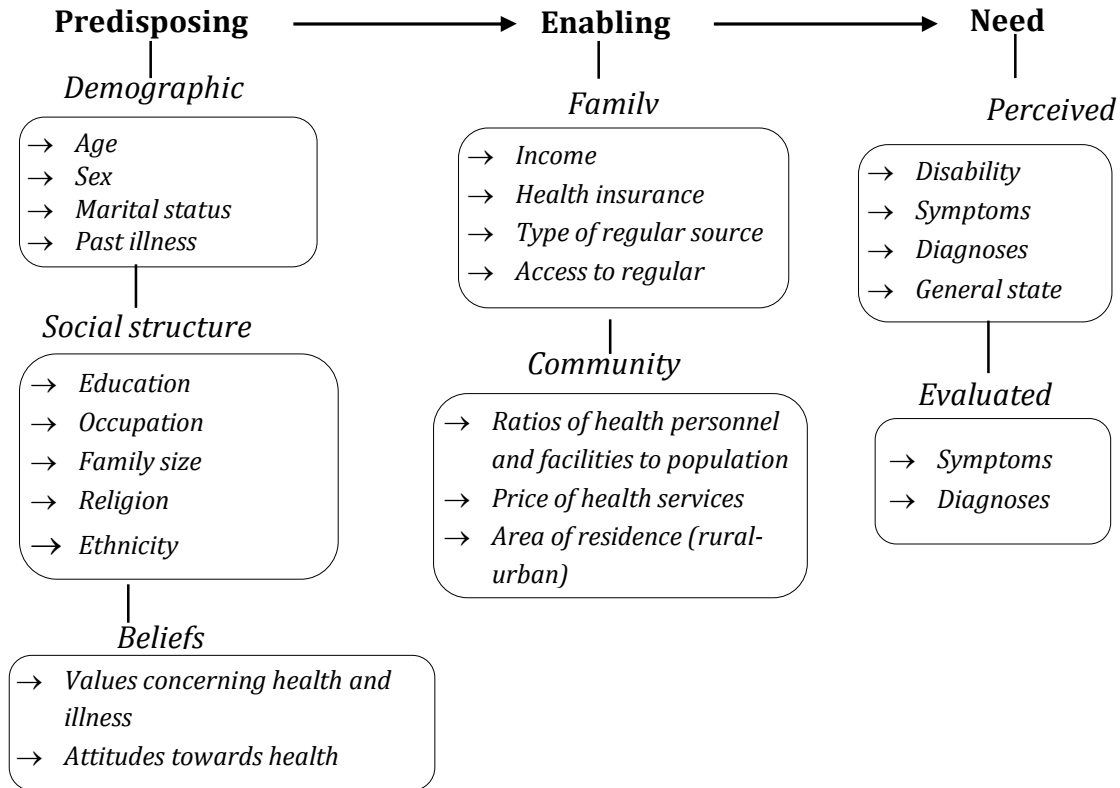 Predisposing
Enabling
Need
Demographic
→ Age
→ Sex
→ Marital status
→ Past illness
Social structure
→ Education
→ Occupation
→ Family size
→ Religion
→ Ethnicity
Beliefs
→ Values concerning health and
illness
→ Attitudes towards health
Familv
→ Income
→ Health insurance
→ Type of regular source
→ Access to regular
Community
→ Ratios of health personnel
and facilities to population
→ Price of health services
→ Area of residence (rural-
urban)
Perceived
→ Disability
→ Symptoms
→ Diagnoses
→ General state
Evaluated
→ Symptoms
→ Diagnoses